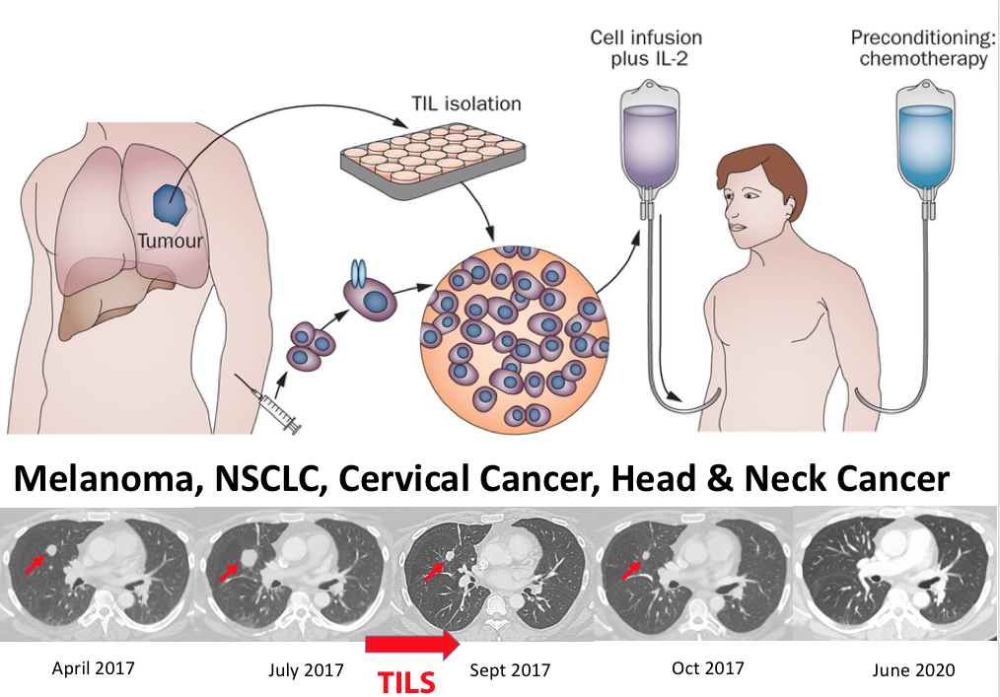 Cell infusion
plus IL-2
Preconditioning:
chemotherapy
TIL isolation
Tumour
Melanoma, NSCLC, Cervical Cancer, Head & Neck Cancer
April 2017
July 2017
TILS
Sept 2017
Oct 2017
June 2020